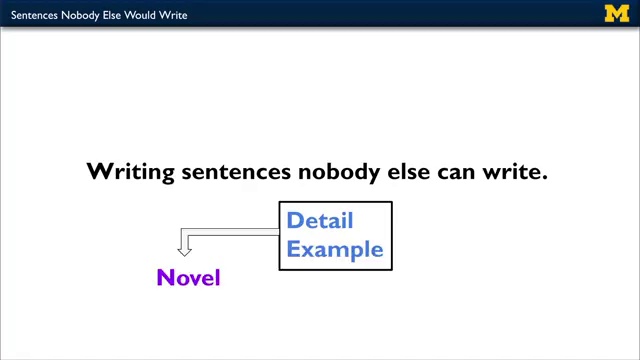 Sentences Nobody Else Would Write
M
Writing sentences nobody else can write.
Detail
Example
Novel